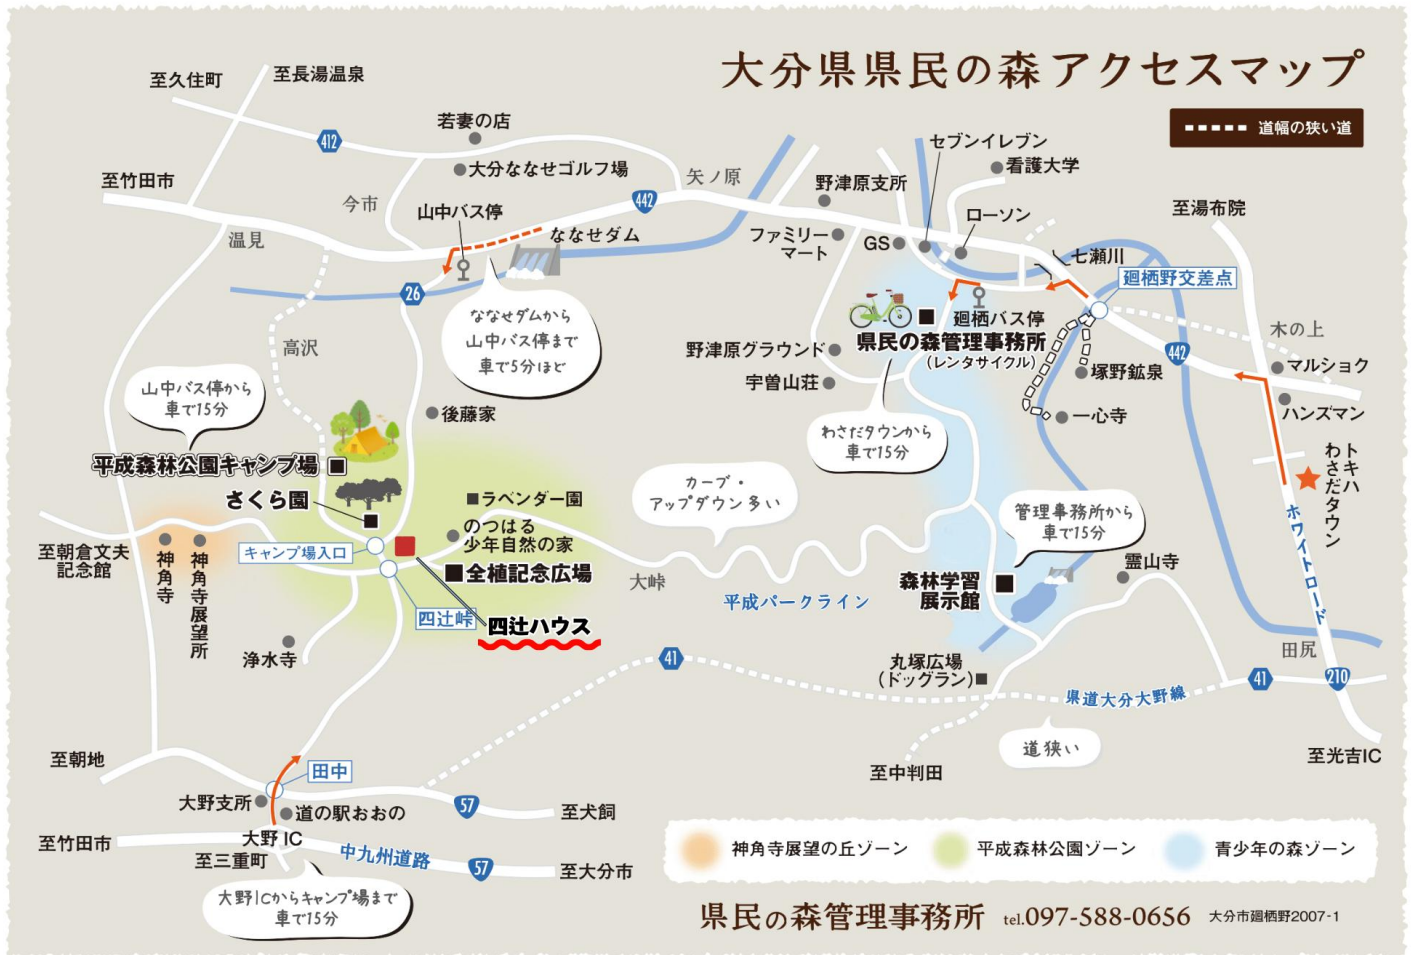 大分県県民の森アクセスマップ
道幅の狭い道
至久住町
至長湯温泉
412
若妻の店
大分ななせゴルフ場
至竹田市
今市
山中バス停
442
矢ノ原
野津原支所
セブンイレブン
看護大学
ローソン
至湯布院
温見
ななせダム
ファミリー
マート
GS
七瀬川
廻栖野交差点
26
ななせダムから
山中バス停まで
車で5分ほど
廻栖バス停
県民の森管理事務所
(レンタサイクル)
木の上
442
マルショク
高沢
野津原グラウンド
宇曽山荘
塚野鉱泉
山中バス停から
車で15分
後藤家
わさだタウンから
車で15分
一心寺
ハンズマン
平成森林公園キャンプ場
さくら園
ラベンダー園
のつはる
少年自然の家
カーブ・
アップダウン多い
管理事務所から
車で15分
トキハ
わさだタウン
ホワイトロード
至朝倉文夫
記念館
神角寺
神角寺展望所
キャンプ場入口
全植記念広場
大峠
平成パークライン
森林学習
展示館
霊山寺
四辻峠
四辻ハウス
浄水寺
41
丸塚広場
(ドッグラン)
県道大分大野線
田尻
41
210
道狭い
至光吉IC
至中判田
至朝地
田中
大野支所
道の駅おおの
57
至犬飼
至竹田市
大野IC
至三重町
中九州道路
57
至大分市
大野ICからキャンプ場まで
車で15分
神角寺展望の丘ゾーン
平成森林公園ゾーン
青少年の森ゾーン
県民の森管理事務所 tel.097-588-0656 大分市廻栖野2007-1